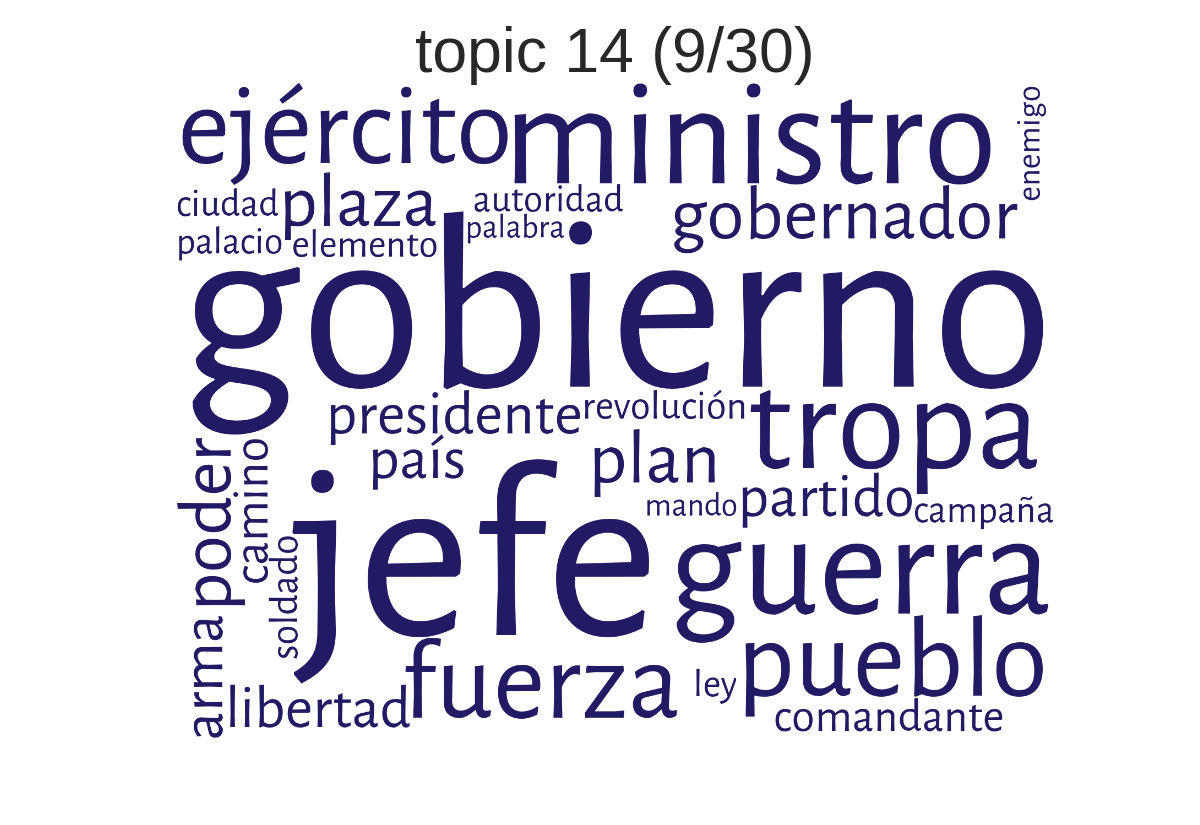 topic 14 (9/30)
ejército ministro enemigo
ciudad plaza autoridad gobernador
palacio elemento palabra
gobierno
presidente revolución tropa
país plan
mando partido campaña
poder camino
jefe guerra
soldado
arma fuerza ley pueblo
libertad comandante